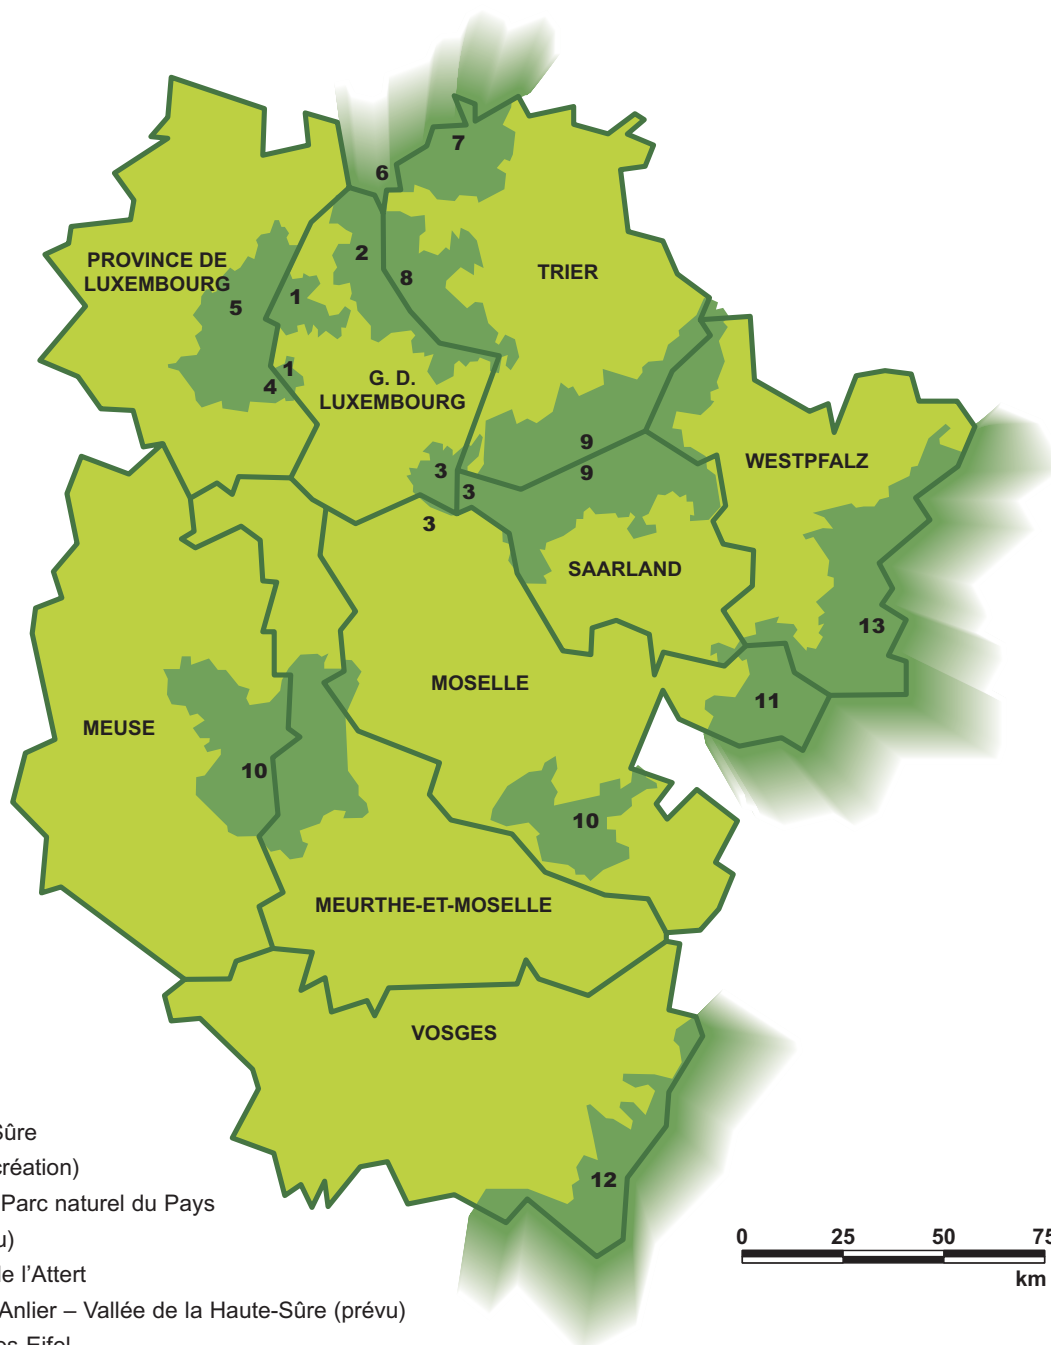 7
6
2
PROVINCE DE
LUXEMBOURG
TRIER
8
1
5
1
4
G. D.
LUXEMBOURG
9
WESTPFALZ
3
9
3
3
SAARLAND
13
MOSELLE
11
MEUSE
10
10
MEURTHE-ET-MOSELLE
VOSGES
Sûre
création)
Parc naturel du Pays
12
0 25 50 75
km
de l’Attert
Anlier – Vallée de la Haute-Sûre (prévu)